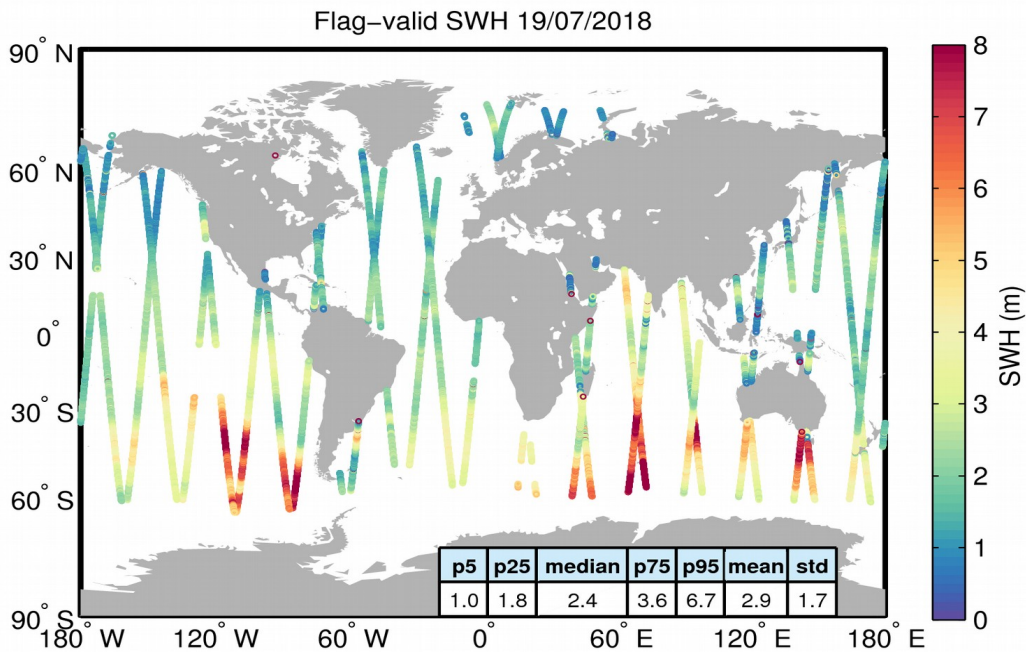 Flag−valid SWH 19/07/2018
90° N
60° N
30° N
0°
30° S
60° S
90° S
180° W
120° W
60° W
0°
60° E
120° E
180° E
p5 p25 median p75 p95 mean std
1.0 1.8 2.4 3.6 6.7 2.9 1.7
8
7
6
5
4
3
2
1
0
SWH (m)